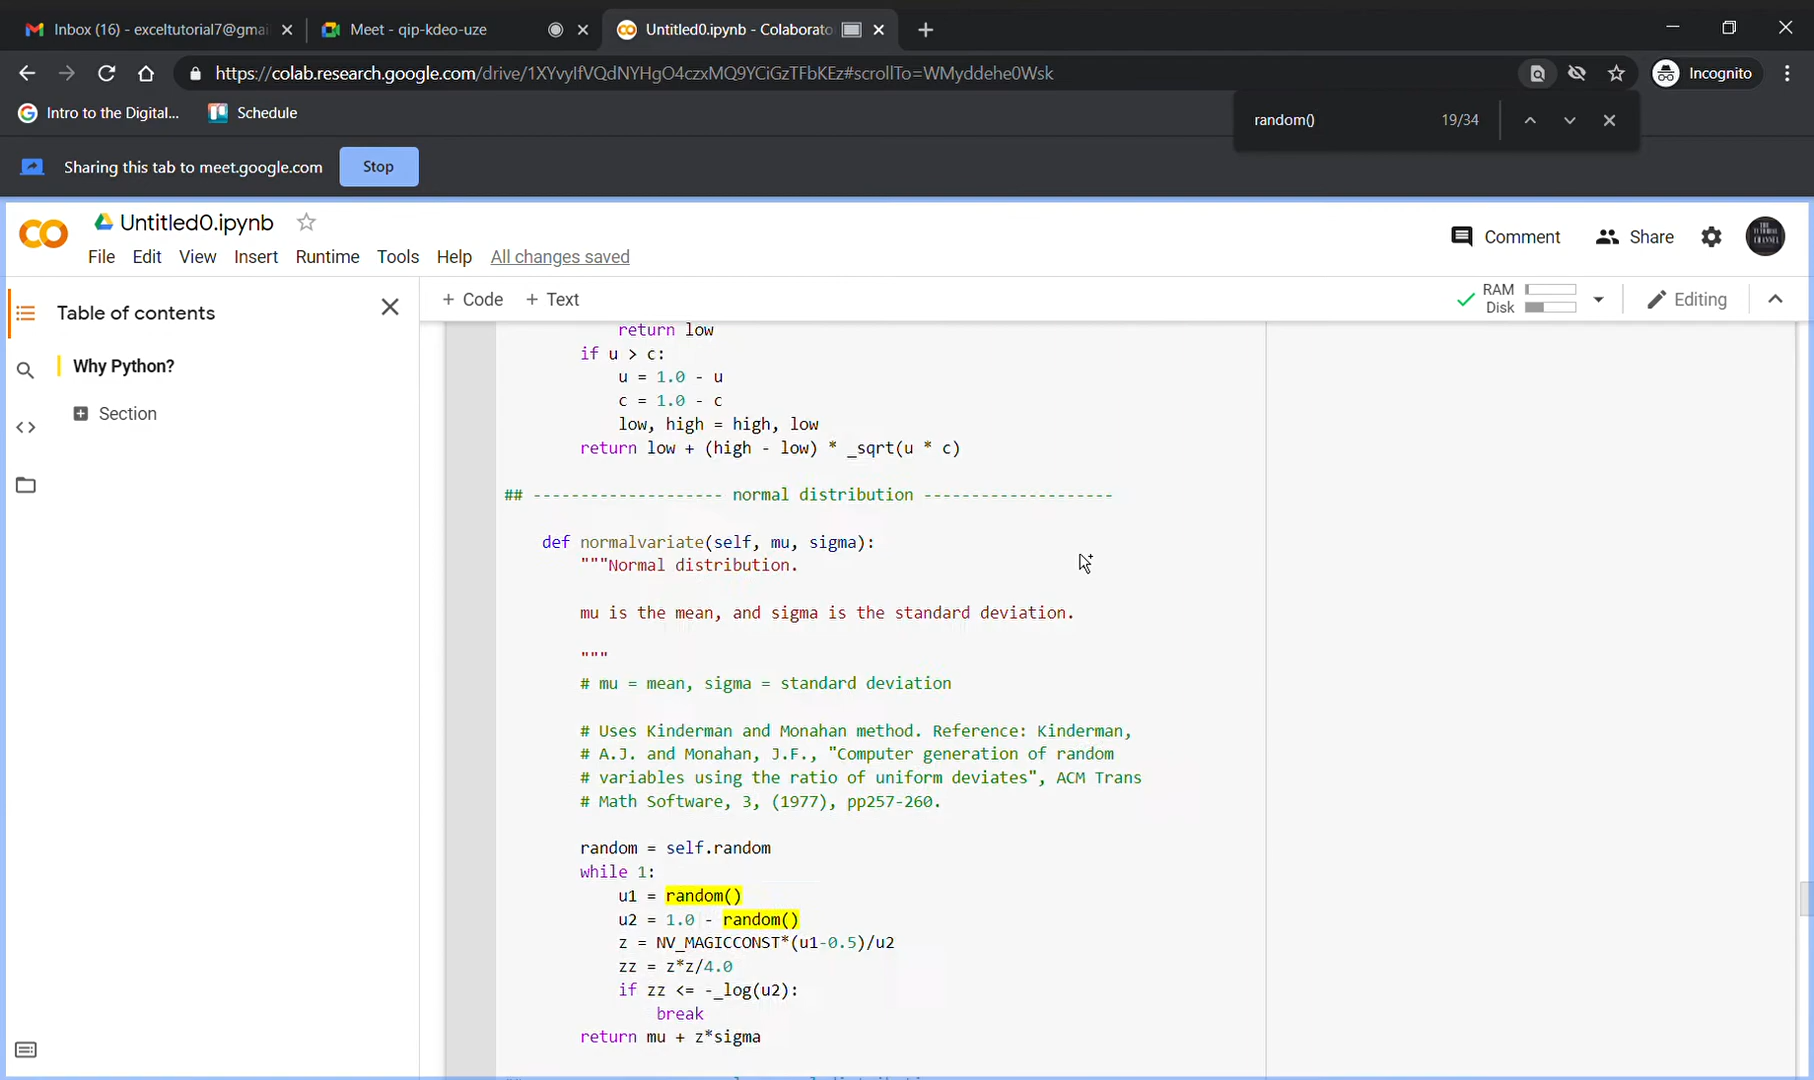 Inbox (16) - exceltutorial7@gmai
Meet - qip-kdeo-uze
Untitled0.ipynb - Colaborato
https://colab.research.google.com/drive/1XYvyIfVQdNYHgO4czxMQ9YCiGzTFbKEz#scrollTo=WMyddehe0Wsk
Incognito
Intro to the Digital...
Schedule
random()
19/34
Sharing this tab to meet.google.com
Stop
Untitled0.ipynb
File Edit View Insert Runtime Tools Help All changes saved
Comment
Share
Table of contents
+ Code + Text
RAM
Disk
Editing
Why Python?
Section
return low
if u > c:
u = 1.0 - u
c = 1.0 - c
low, high = high, low
return low + (high - low) * _sqrt(u * c)
## -------------------- normal distribution --------------------
def normalvariate(self, mu, sigma):
"""Normal distribution.
mu is the mean, and sigma is the standard deviation.
"""
# mu = mean, sigma = standard deviation
# Uses Kinderman and Monahan method. Reference: Kinderman,
# A.J. and Monahan, J.F., "Computer generation of random
# variables using the ratio of uniform deviates", ACM Trans
# Math Software, 3, (1977), pp257-260.
random = self.random
while 1:
u1 = random()
u2 = 1.0 - random()
z = NV_MAGICCONST*(u1-0.5)/u2
zz = z*z/4.0
if zz <= -_log(u2):
break
return mu + z*sigma